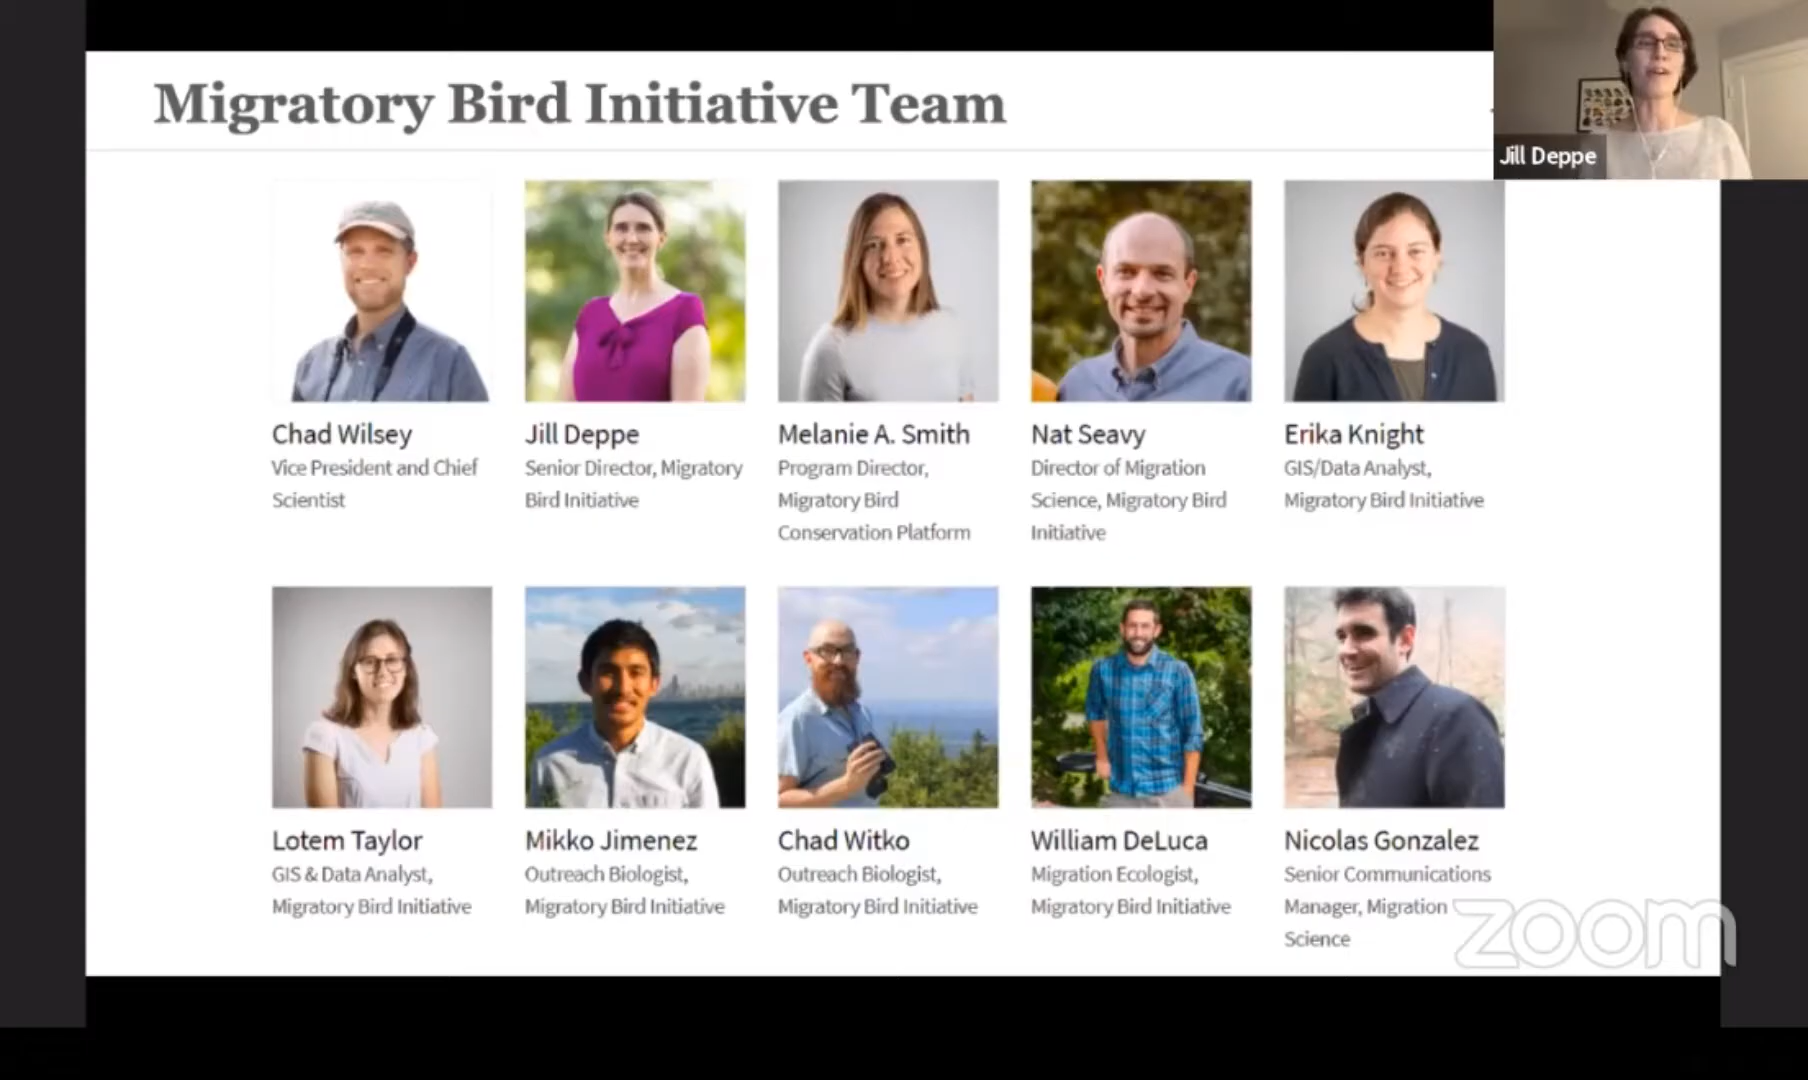 Migratory Bird Initiative Team
Jill Deppe
Chad Wilsey
Vice President and Chief
Scientist
Jill Deppe
Senior Director, Migratory
Bird Initiative
Melanie A. Smith
Program Director,
Migratory Bird
Conservation Platform
Nat Seavy
Director of Migration
Science, Migratory Bird
Initiative
Erika Knight
GIS/Data Analyst,
Migratory Bird Initiative
Lotem Taylor
GIS & Data Analyst,
Migratory Bird Initiative
Mikko Jimenez
Outreach Biologist,
Migratory Bird Initiative
Chad Witko
Outreach Biologist,
Migratory Bird Initiative
William DeLuca
Migration Ecologist,
Migratory Bird Initiative
Nicolas Gonzalez
Senior Communications
Manager, Migration
Science
zoom